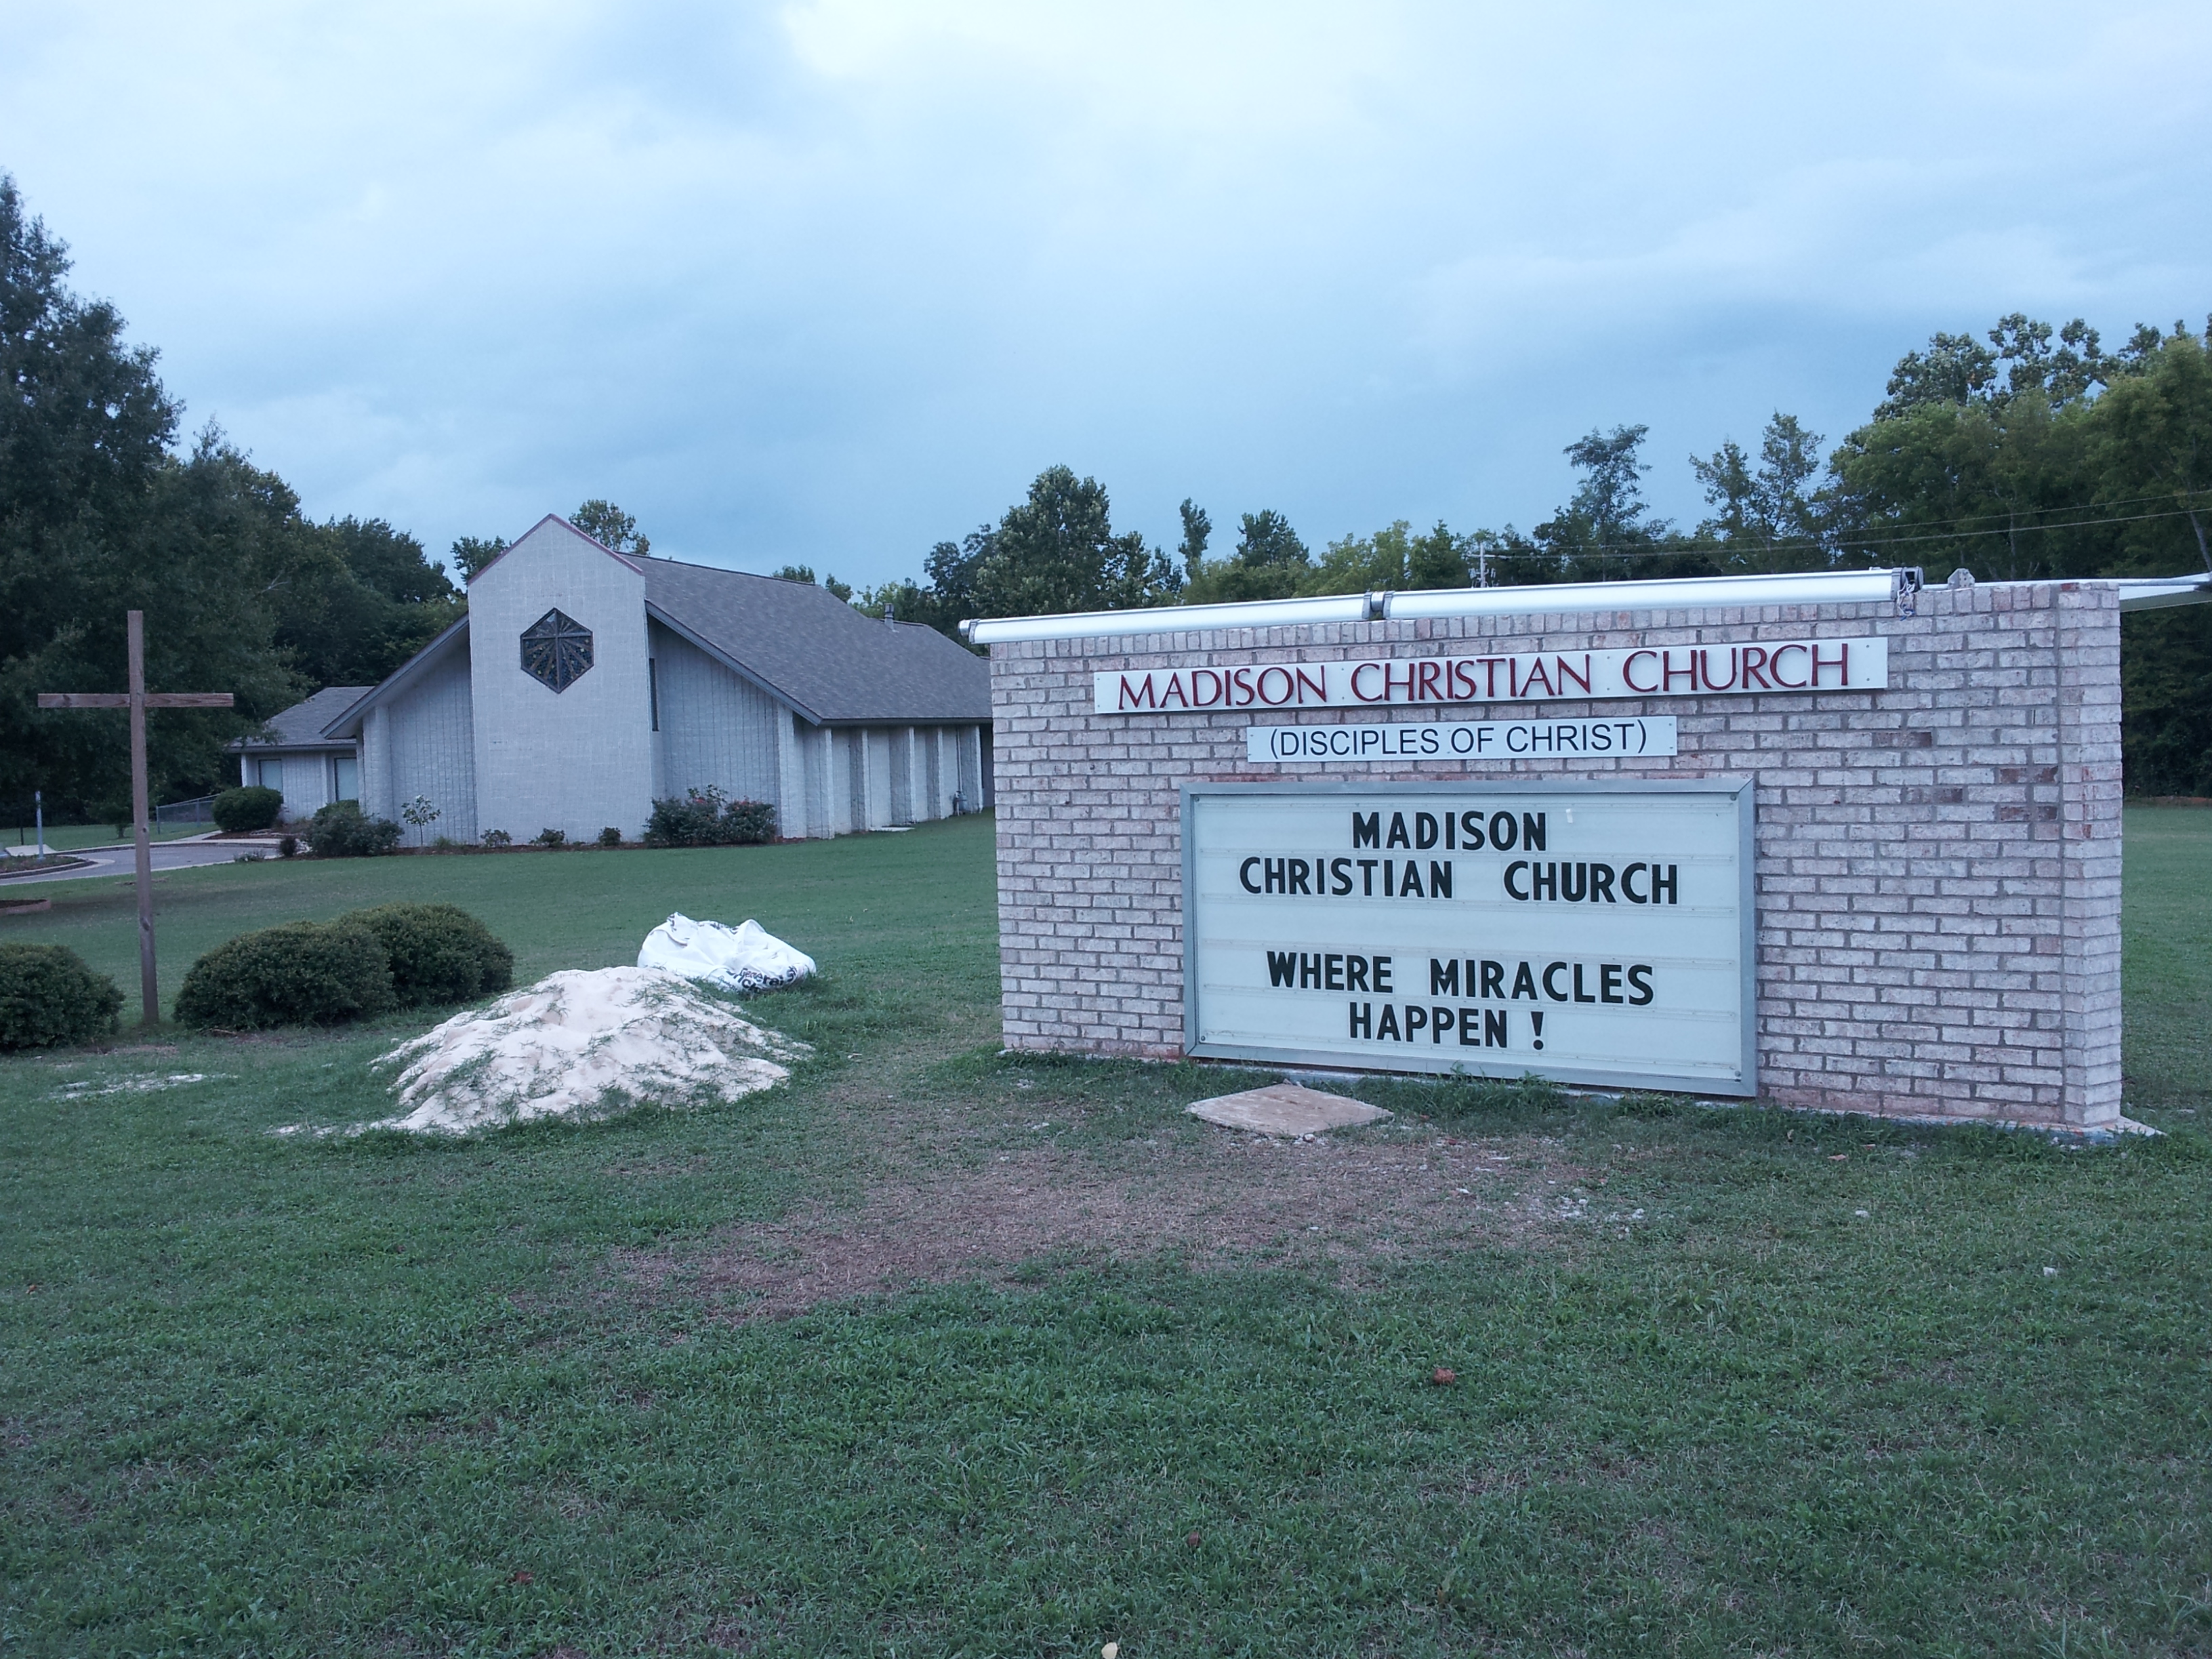 MADISON CHRISTIAN CHURCH
(DISCIPLES OF CHRIST)
MADISON
CHRISTIAN CHURCH
WHERE MIRACLES
HAPPEN !